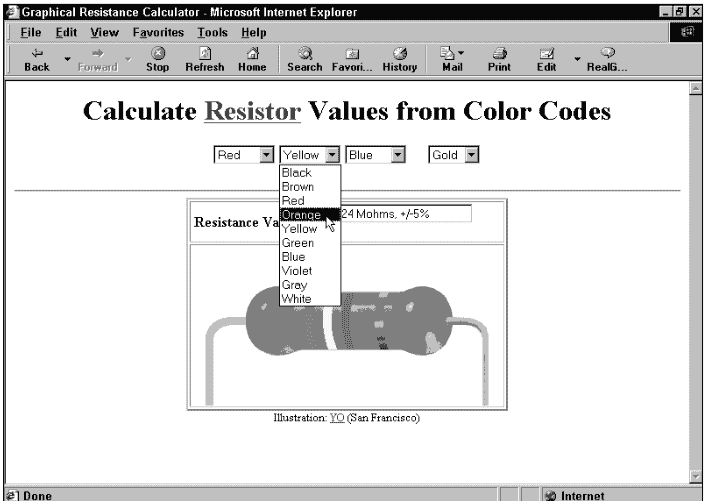 Graphical Resistance Calculator - Microsoft Internet Explorer
File Edit View Favorites Tools Help
Back Forward Stop Refresh Home Search Favori... History Mail Print Edit RealG...
Calculate Resistor Values from Color Codes
Red Yellow Blue Gold
Black
Brown
Red
Orange
Yellow
Green
Blue
Violet
Gray
White
Resistance Va 24 Mohms, +/-5%
Illustration: YO (San Francisco)
Done Internet